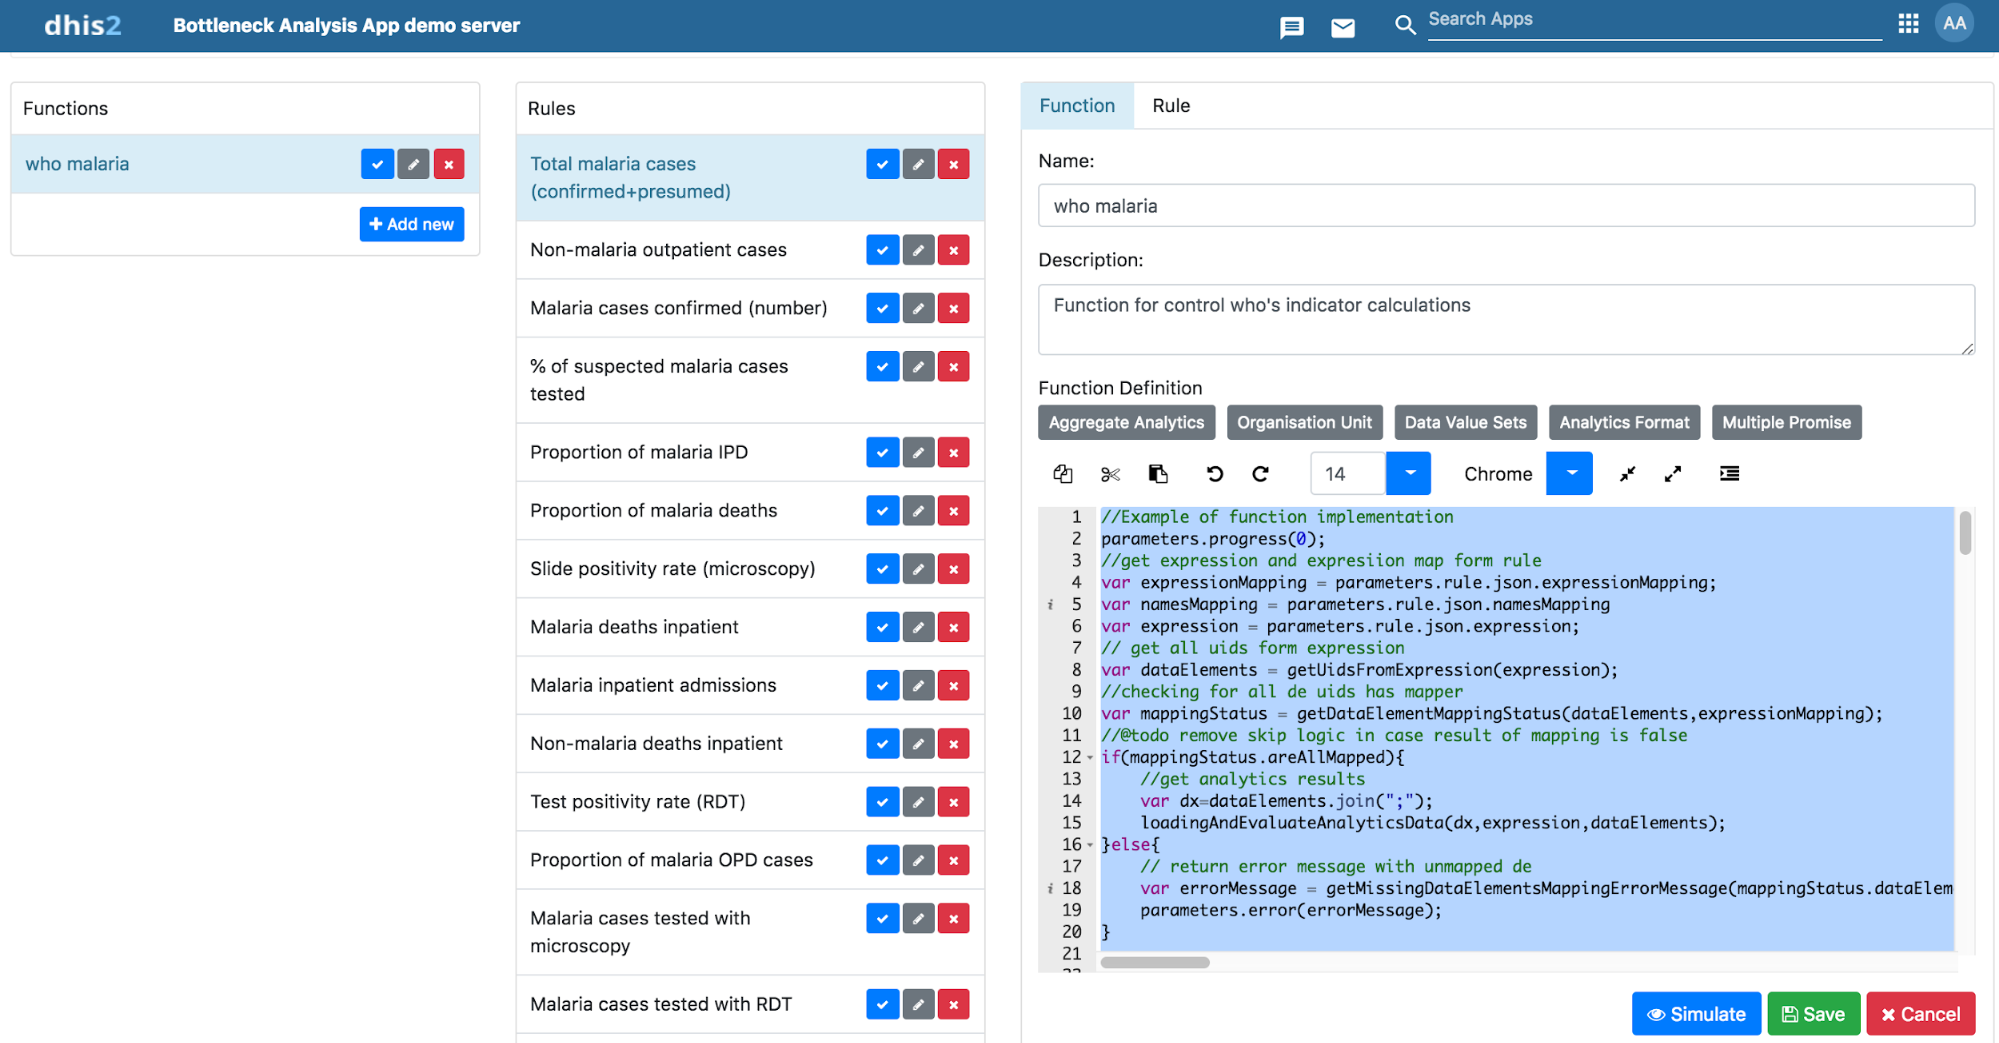 dhis2
Bottleneck Analysis App demo server
Search Apps
AA
Functions
who malaria
Add new
Rules
Total malaria cases
(confirmed+presumed)
Non-malaria outpatient cases
Malaria cases confirmed (number)
% of suspected malaria cases
tested
Proportion of malaria IPD
Proportion of malaria deaths
Slide positivity rate (microscopy)
Malaria deaths inpatient
Malaria inpatient admissions
Non-malaria deaths inpatient
Test positivity rate (RDT)
Proportion of malaria OPD cases
Malaria cases tested with
microscopy
Malaria cases tested with RDT
Function Rule
Name:
who malaria
Description:
Function for control who's indicator calculations
Function Definition
Aggregate Analytics Organisation Unit Data Value Sets Analytics Format Multiple Promise
14 Chrome
1 //Example of function implementation
2 parameters.progress(0);
3 //get expression and expresiion map form rule
4 var expressionMapping = parameters.rule.json.expressionMapping;
i 5 var namesMapping = parameters.rule.json.namesMapping
6 var expression = parameters.rule.json.expression;
7 // get all uids form expression
8 var dataElements = getUidsFromExpression(expression);
9 //checking for all de uids has mapper
10 var mappingStatus = getDataElementMappingStatus(dataElements,expressionMapping);
11 //@todo remove skip logic in case result of mapping is false
12 if(mappingStatus.areAllMapped){
13 //get analytics results
14 var dx=dataElements.join(";");
15 loadingAndEvaluateAnalyticsData(dx,expression,dataElements);
16 }else{
17 // return error message with unmapped de
i 18 var errorMessage = getMissingDataElementsMappingErrorMessage(mappingStatus.dataElem
19 parameters.error(errorMessage);
20 }
21
Simulate Save Cancel